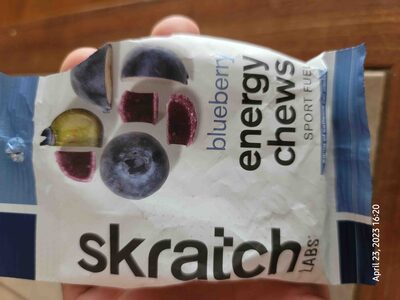 blueberry
energy
chews
SPORT FUEL
skratch
LABS
April 23, 2023 16:20